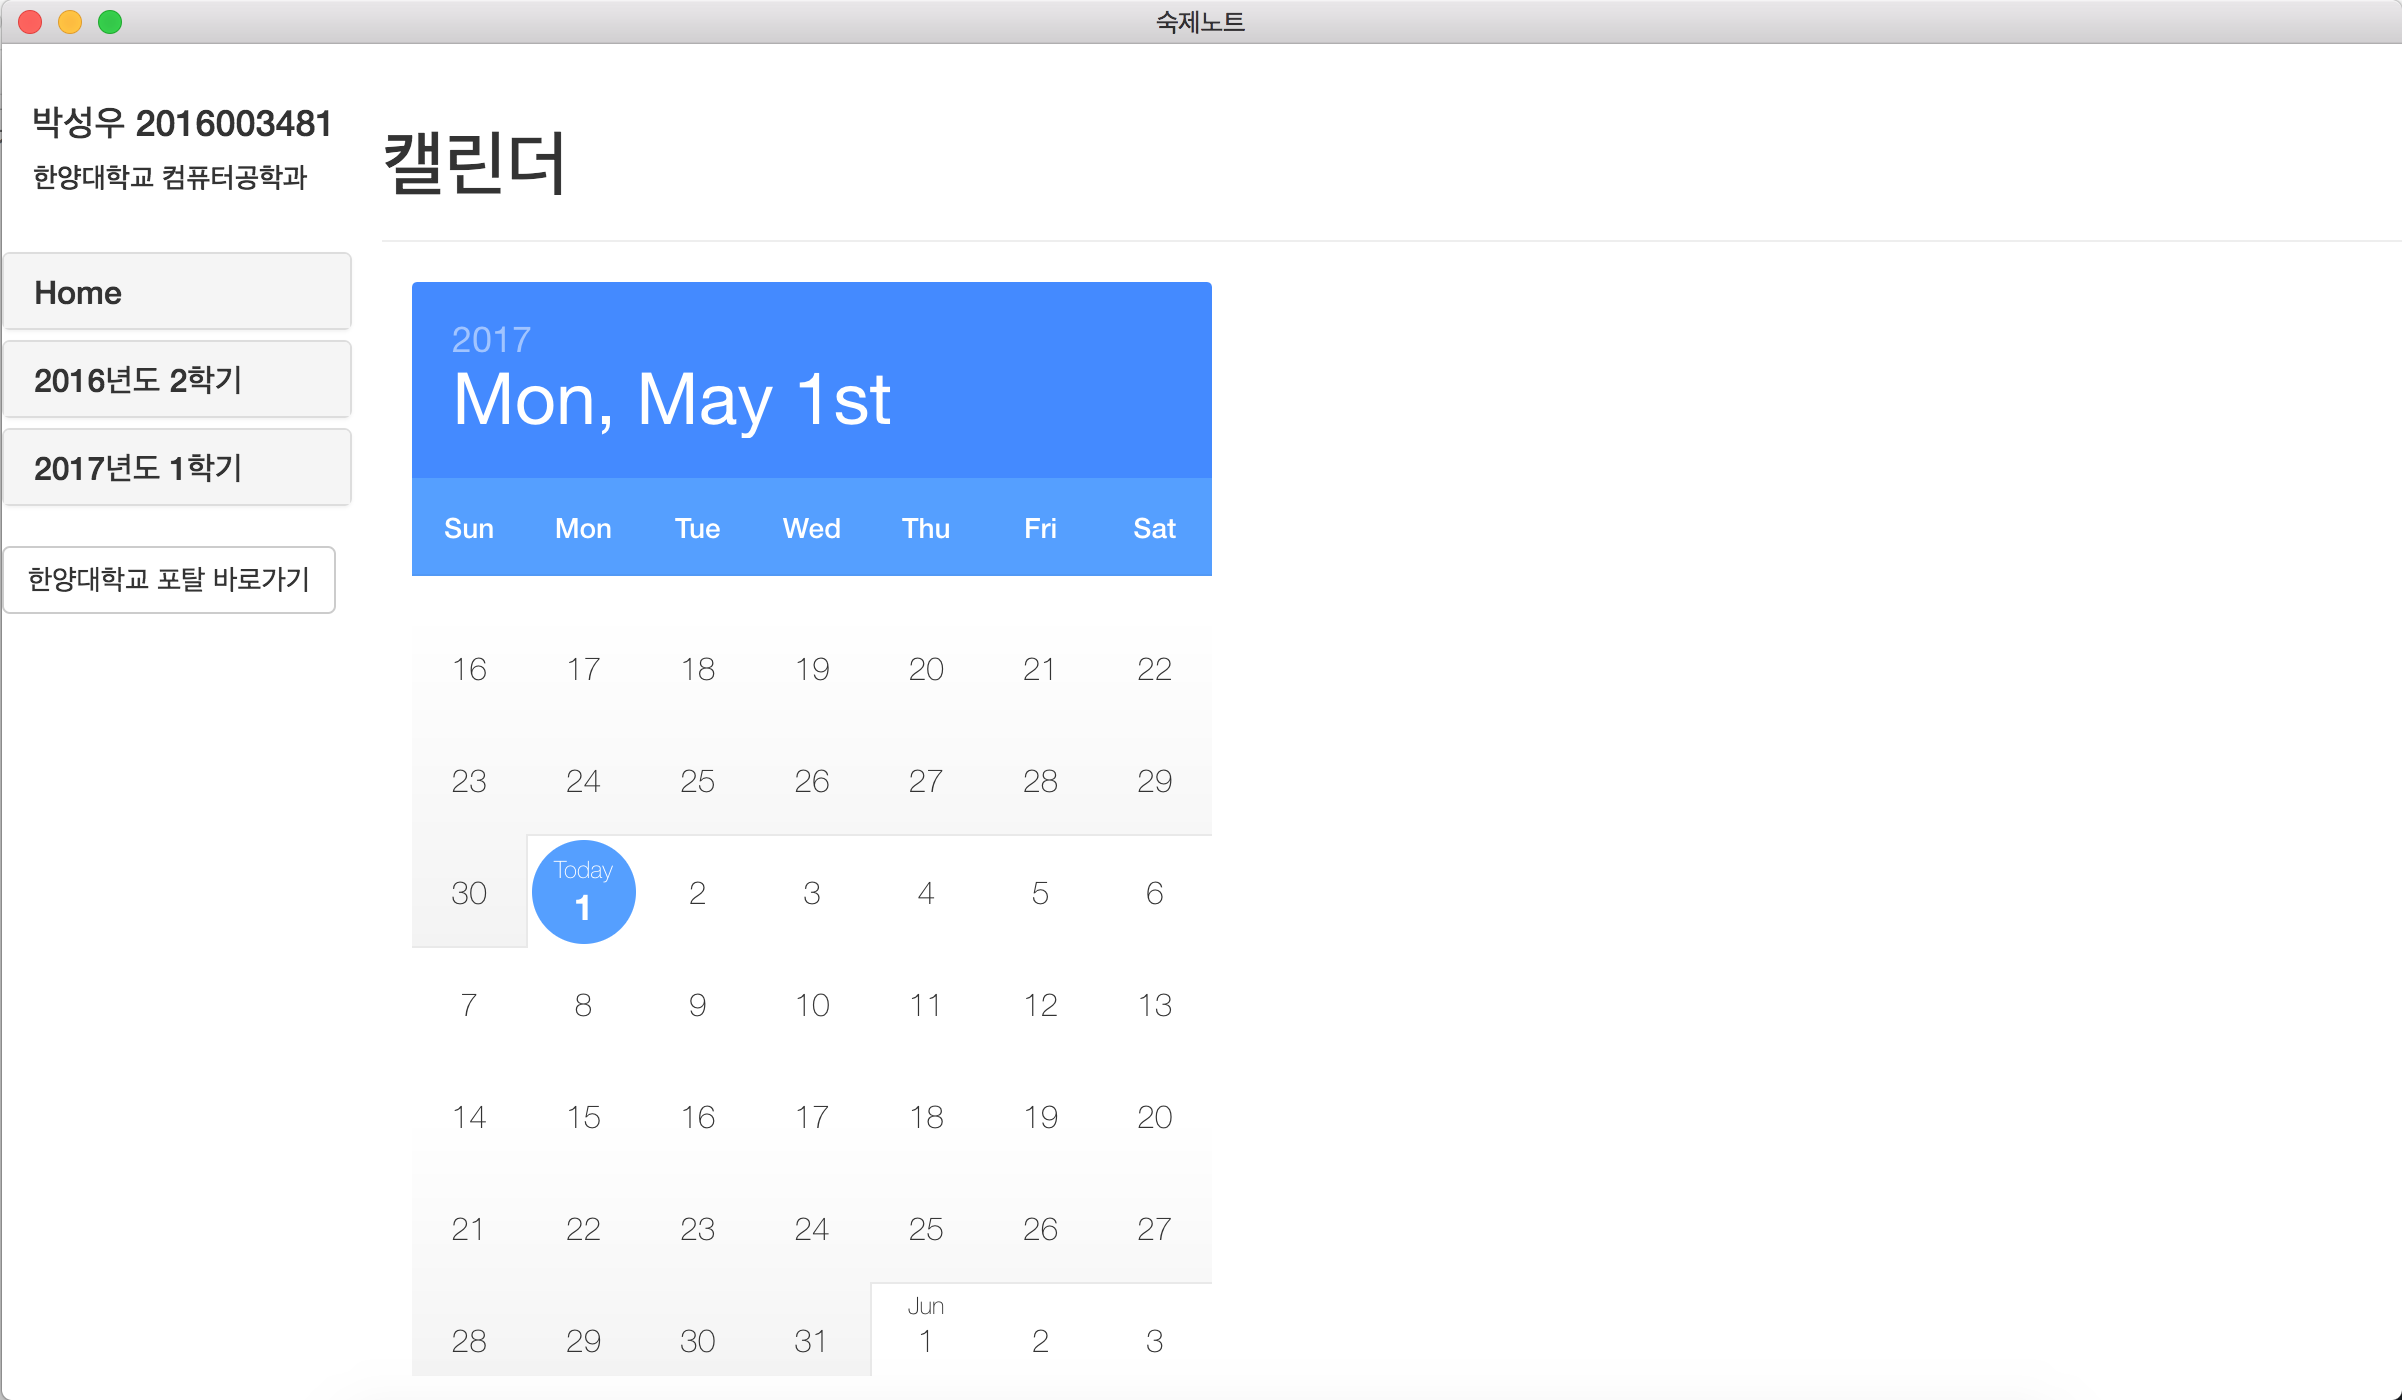 숙제노트
박성우 2016003481
한양대학교 컴퓨터공학과
Home
2016년도 2학기
2017년도 1학기
한양대학교 포탈 바로가기
캘린더
2017
Mon, May 1st
Sun Mon Tue Wed Thu Fri Sat
16 17 18 19 20 21 22
23 24 25 26 27 28 29
Today
30 1 2 3 4 5 6
7 8 9 10 11 12 13
14 15 16 17 18 19 20
21 22 23 24 25 26 27
Jun
28 29 30 31 1 2 3